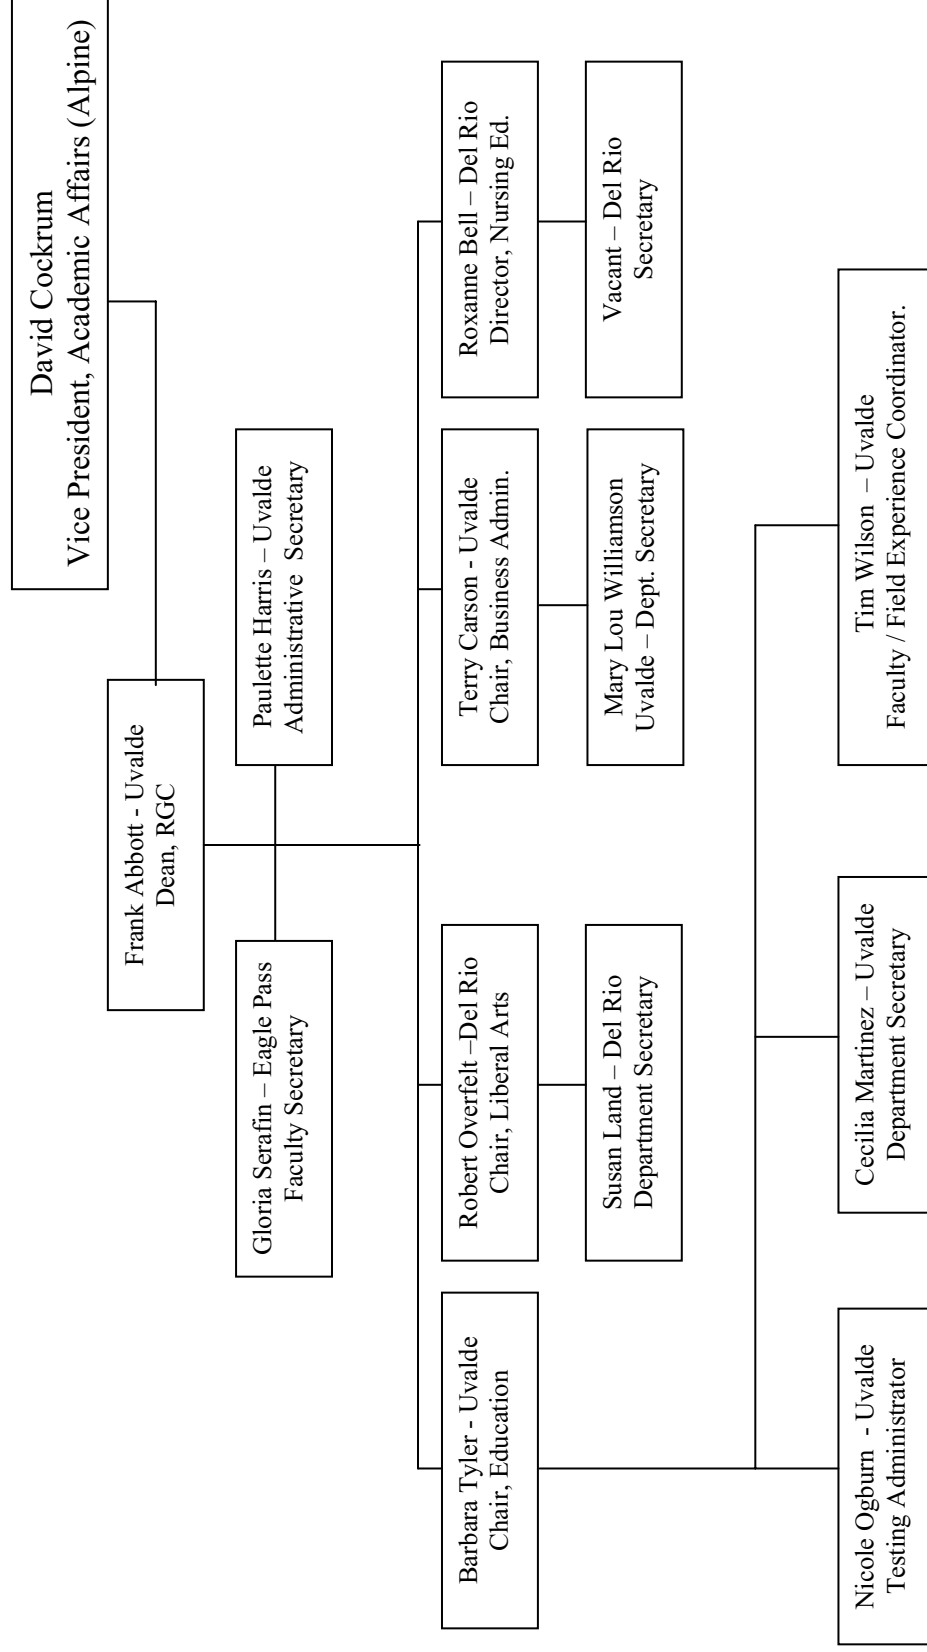 David Cockrum
Vice President, Academic Affairs (Alpine)
Frank Abbott - Uvalde
Dean, RGC
Gloria Serafin – Eagle Pass
Faculty Secretary
Paulette Harris – Uvalde
Administrative Secretary
Barbara Tyler - Uvalde
Chair, Education
Robert Overfelt –Del Rio
Chair, Liberal Arts
Terry Carson - Uvalde
Chair, Business Admin.
Roxanne Bell – Del Rio
Director, Nursing Ed.
Susan Land – Del Rio
Department Secretary
Mary Lou Williamson
Uvalde – Dept. Secretary
Vacant – Del Rio
Secretary
Nicole Ogburn - Uvalde
Testing Administrator
Cecilia Martinez – Uvalde
Department Secretary
Tim Wilson – Uvalde
Faculty / Field Experience Coordinator.